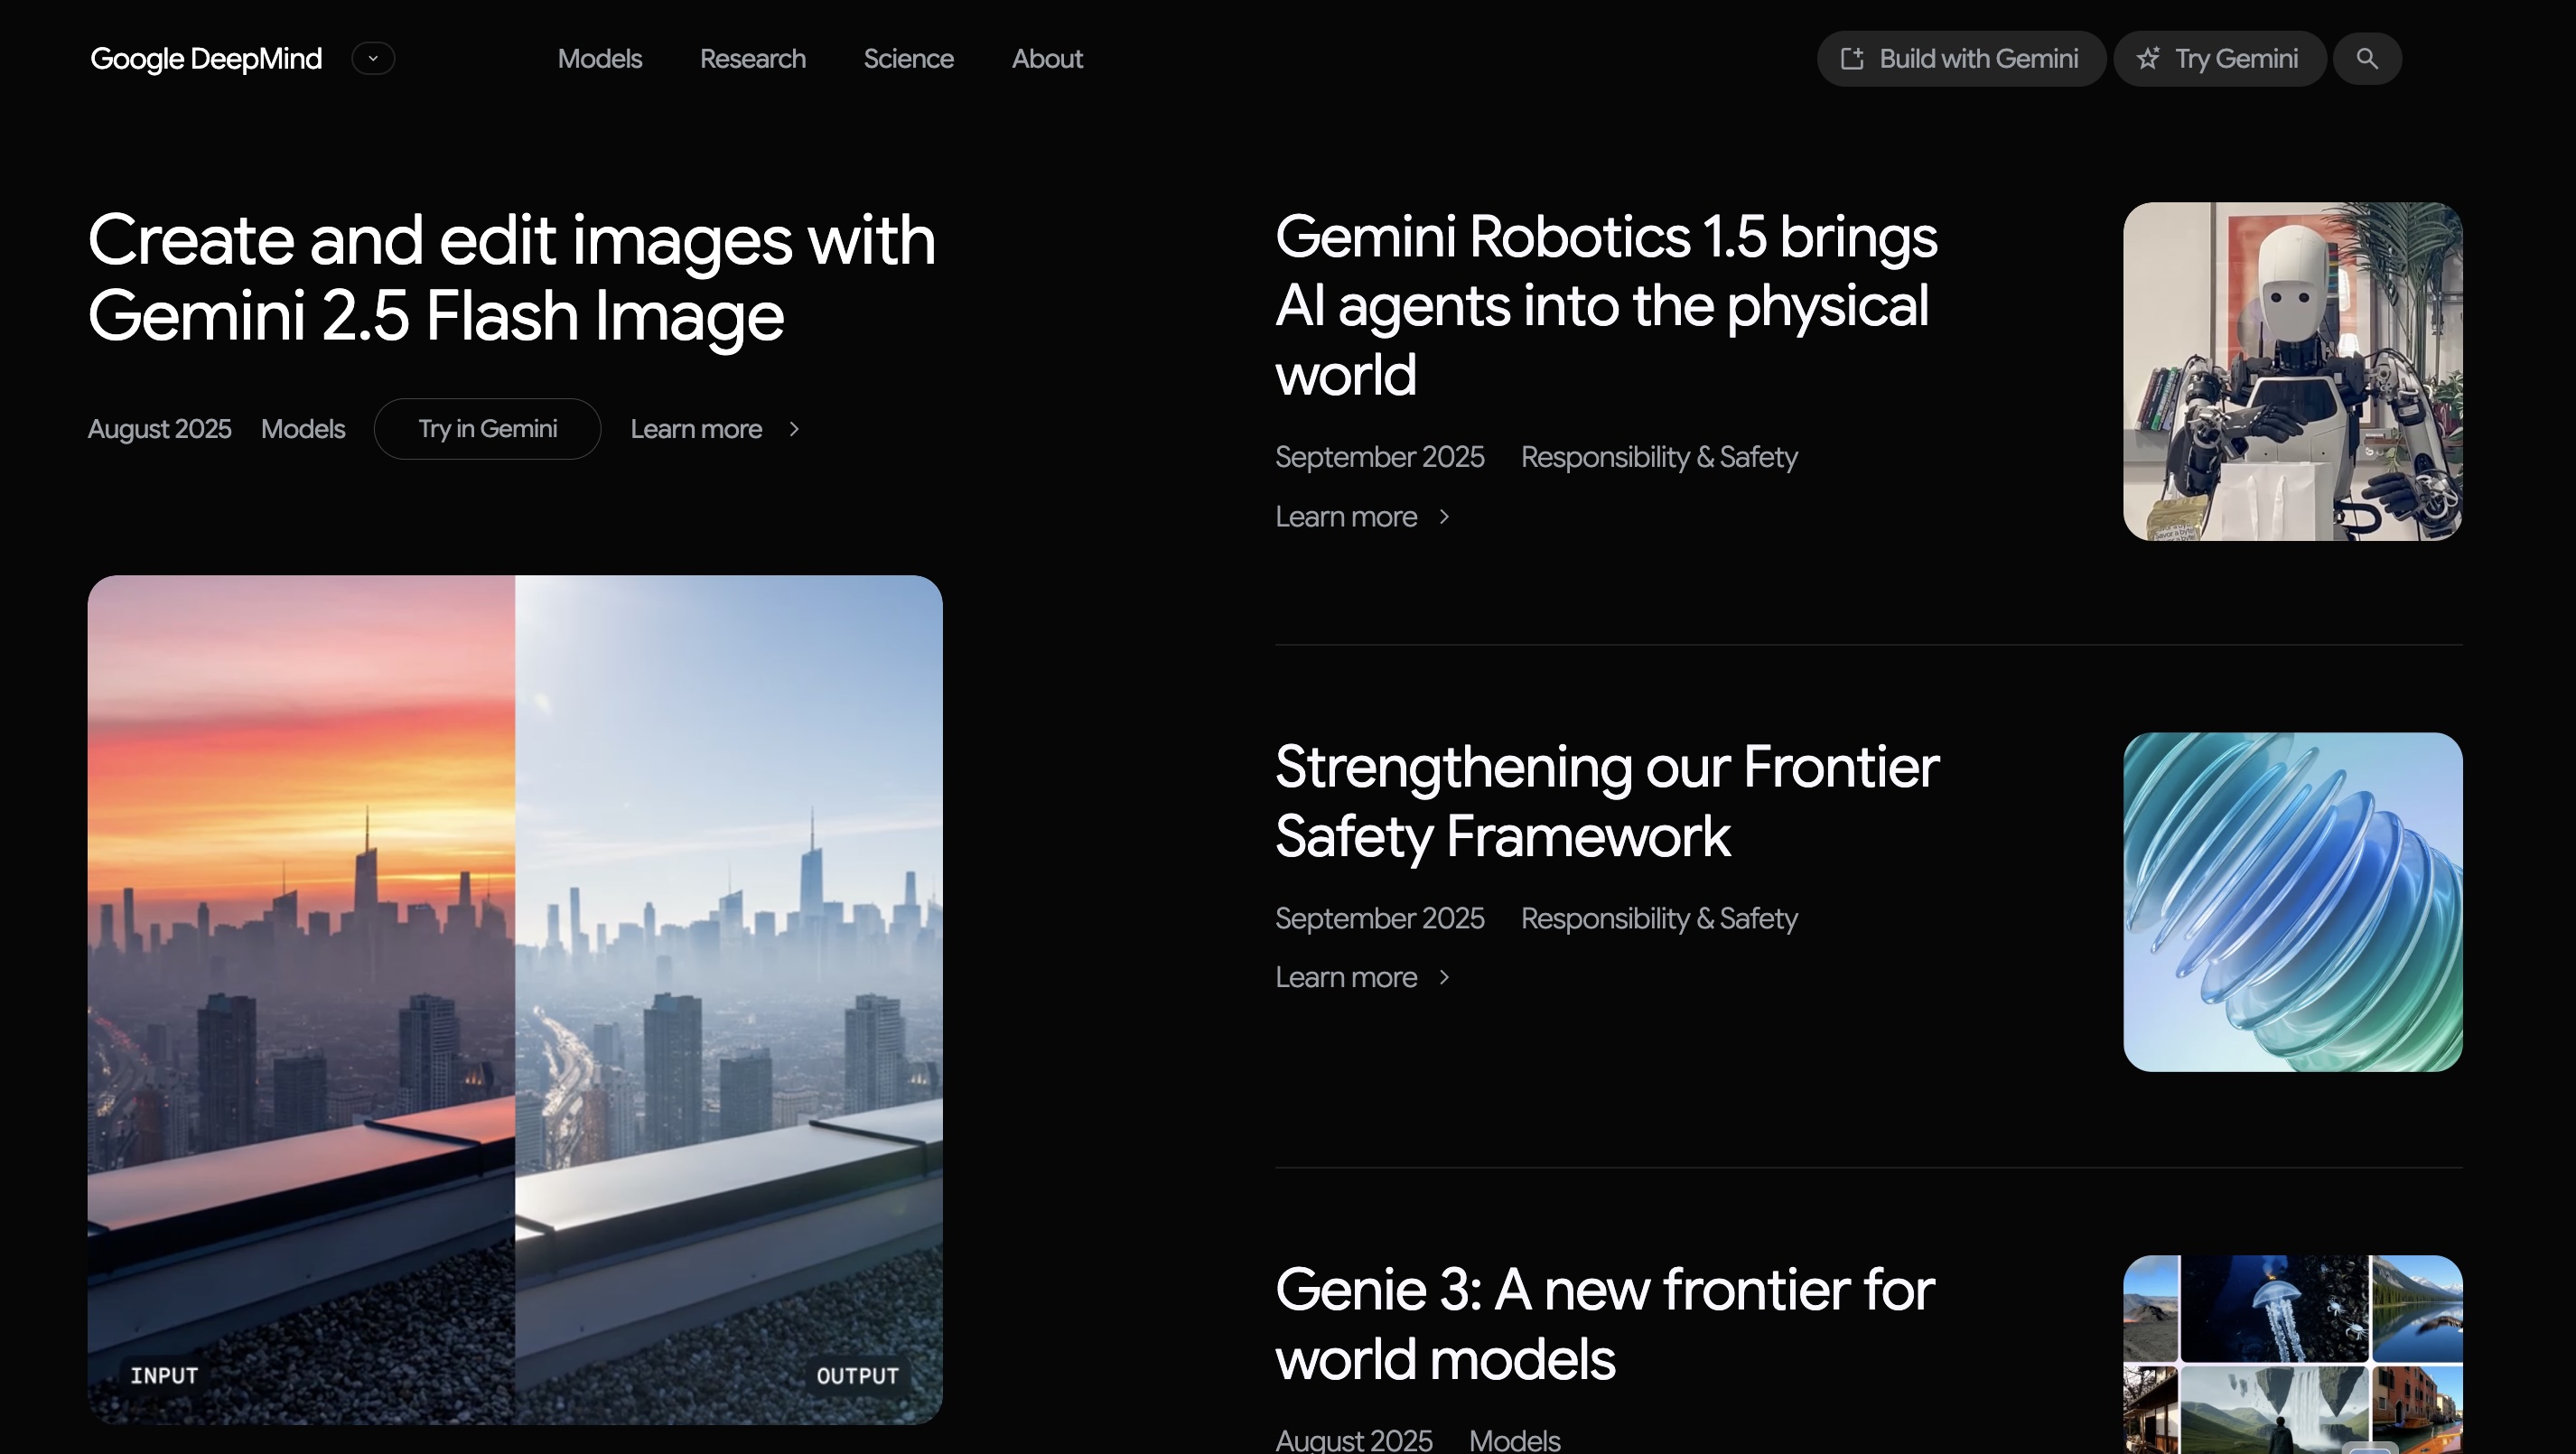 Google DeepMind
Models
Research
Science
About
Build with Gemini
Try Gemini
Create and edit images with
Gemini 2.5 Flash Image
August 2025 Models Try in Gemini Learn more
INPUT
OUTPUT
Gemini Robotics 1.5 brings
AI agents into the physical
world
September 2025 Responsibility & Safety
Learn more
Strengthening our Frontier
Safety Framework
September 2025 Responsibility & Safety
Learn more
Genie 3: A new frontier for
world models
August 2025 Models